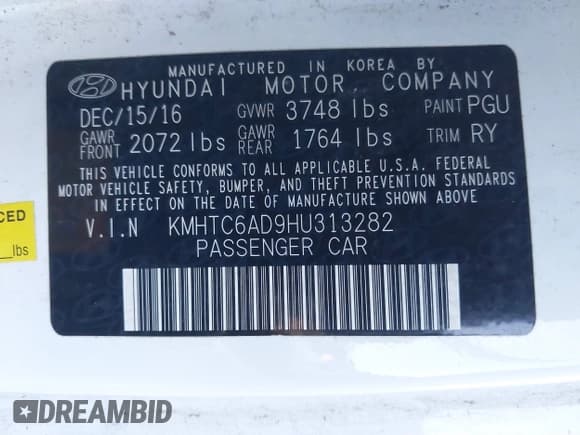 MANUFACTURED IN KOREA BY
HYUNDAI MOTOR COMPANY
DEC/15/16 GVWR 3748 lbs PAINT PGU
GAWR FRONT 2072 lbs GAWR REAR 1764 lbs TRIM RY
THIS VEHICLE CONFORMS TO ALL APPLICABLE U.S.A. FEDERAL
MOTOR VEHICLE SAFETY, BUMPER, AND THEFT PREVENTION STANDARDS
IN EFFECT ON THE DATE OF MANUFACTURE SHOWN ABOVE
V.I.N KMHTC6AD9HU313282
PASSENGER CAR
lbs
DREAMBID